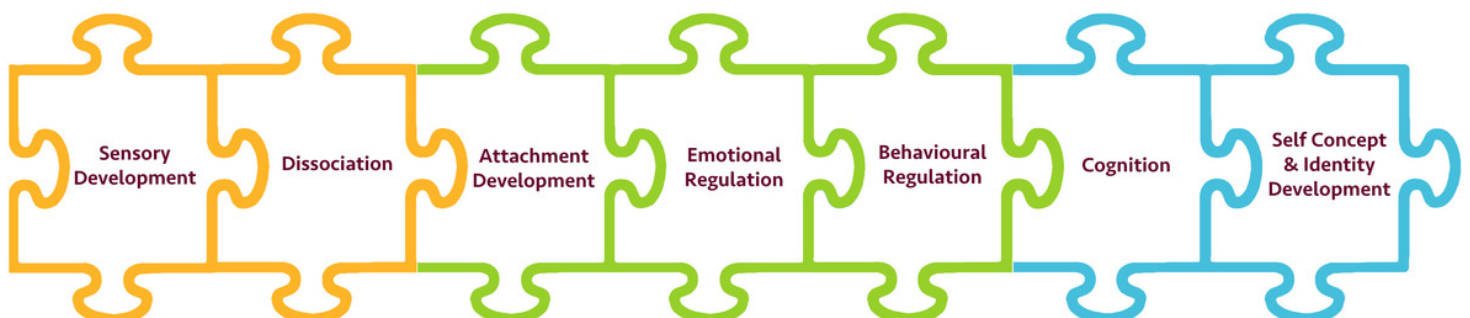 Sensory
Development
Dissociation
Attachment
Development
Emotional
Regulation
Behavioural
Regulation
Cognition
Self Concept
& Identity
Development